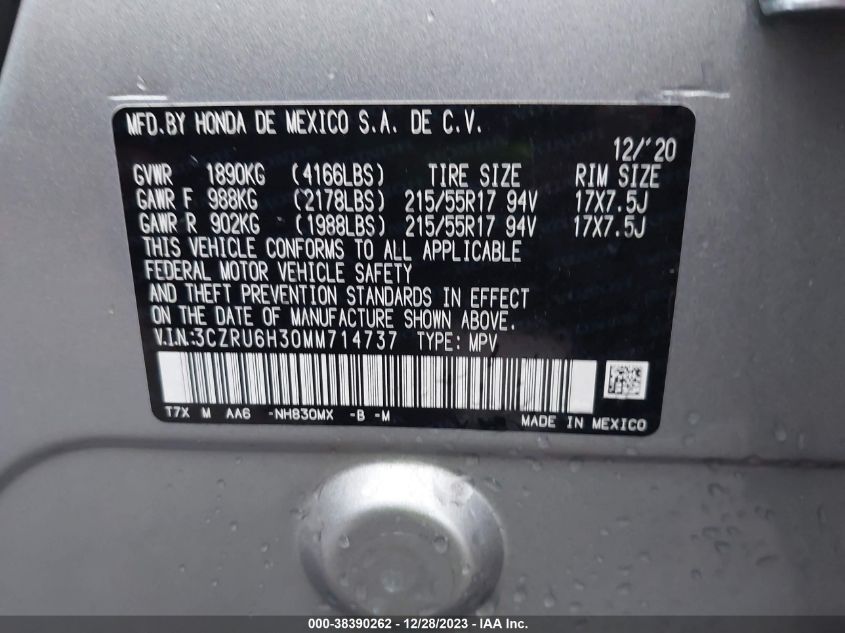 MFD.BY HONDA DE MEXICO S.A. DE C.V.
12/'20
GVWR 1890KG (4166LBS) TIRE SIZE RIM SIZE
GAWR F 988KG (2178LBS) 215/55R17 94V 17X7.5J
GAWR R 902KG (1988LBS) 215/55R17 94V 17X7.5J
THIS VEHICLE CONFORMS TO ALL APPLICABLE
FEDERAL MOTOR VEHICLE SAFETY
AND THEFT PREVENTION STANDARDS IN EFFECT
ON THE DATE OF MANUFACTURE SHOWN ABOVE.
V.I.N.:3CZRU6H30MM714737 TYPE: MPV
T7X M AA6 -NH830MX -B -M
MADE IN MEXICO
000-38390262 - 12/28/2023 - IAA Inc.